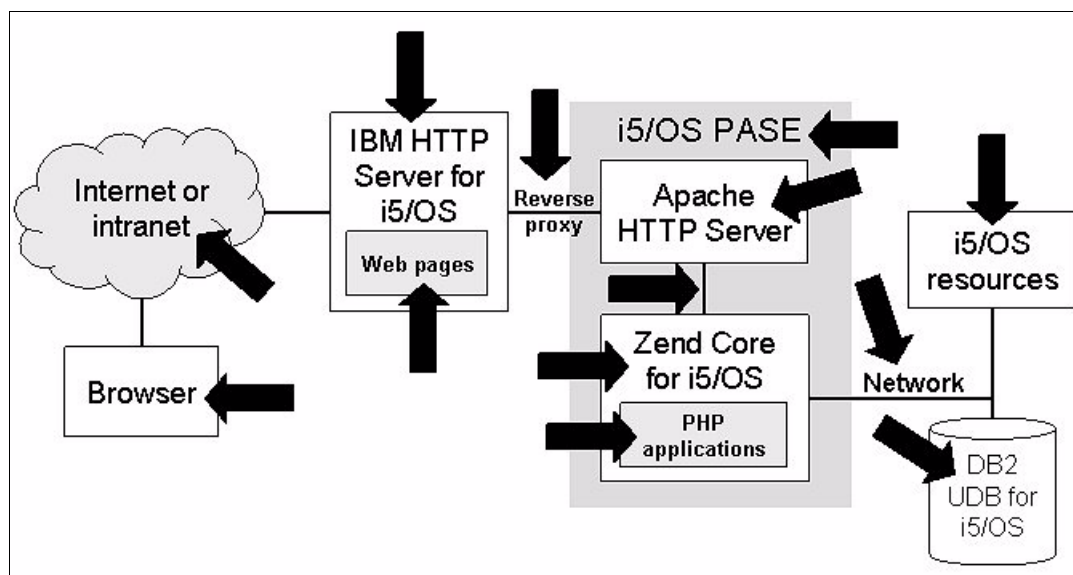 Internet or
intranet
Browser
IBM HTTP
Server for
i5/OS
Web pages
Reverse
proxy
i5/OS PASE
Apache
HTTP Server
Zend Core
for i5/OS
PHP
applications
Network
i5/OS
resources
DB2
UDB for
i5/OS